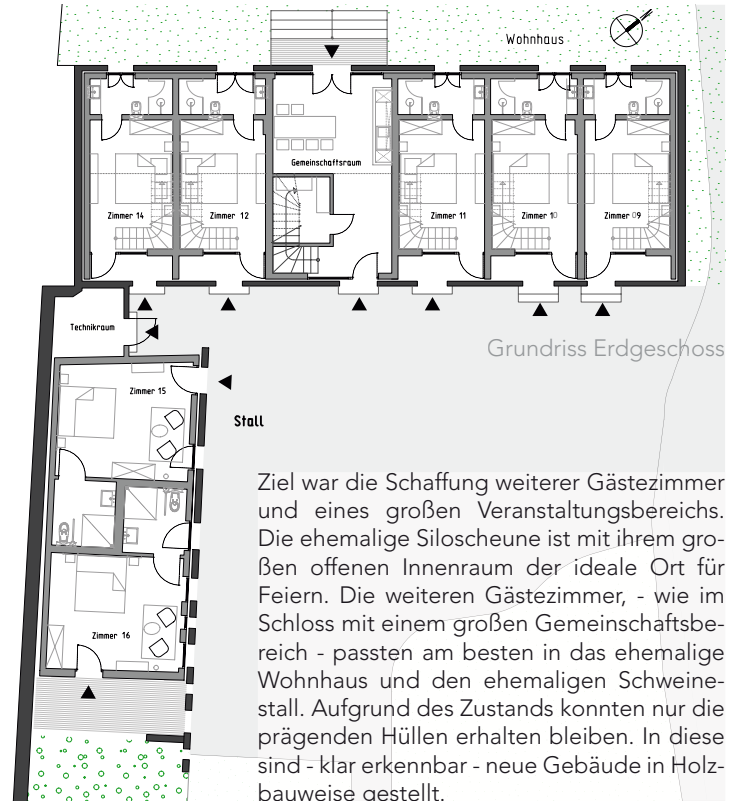 Wohnhaus
Gemeinschaftsraum
Zimmer 14
Zimmer 12
Zimmer 11
Zimmer 10
Zimmer 09
Technikraum
Grundriss Erdgeschoss
Zimmer 15
Stall
Ziel war die Schaffung weiterer Gästezimmer
und eines großen Veranstaltungsbereichs.
Die ehemalige Siloscheune ist mit ihrem gro-
ßen offenen Innenraum der ideale Ort für
Feiern. Die weiteren Gästezimmer, - wie im
Schloss mit einem großen Gemeinschaftsbe-
reich - passten am besten in das ehemalige
Wohnhaus und den ehemaligen Schweine-
stall. Aufgrund des Zustands konnten nur die
prägenden Hüllen erhalten bleiben. In diese
sind - klar erkennbar - neue Gebäude in Holz-
bauweise gestellt.
Zimmer 16